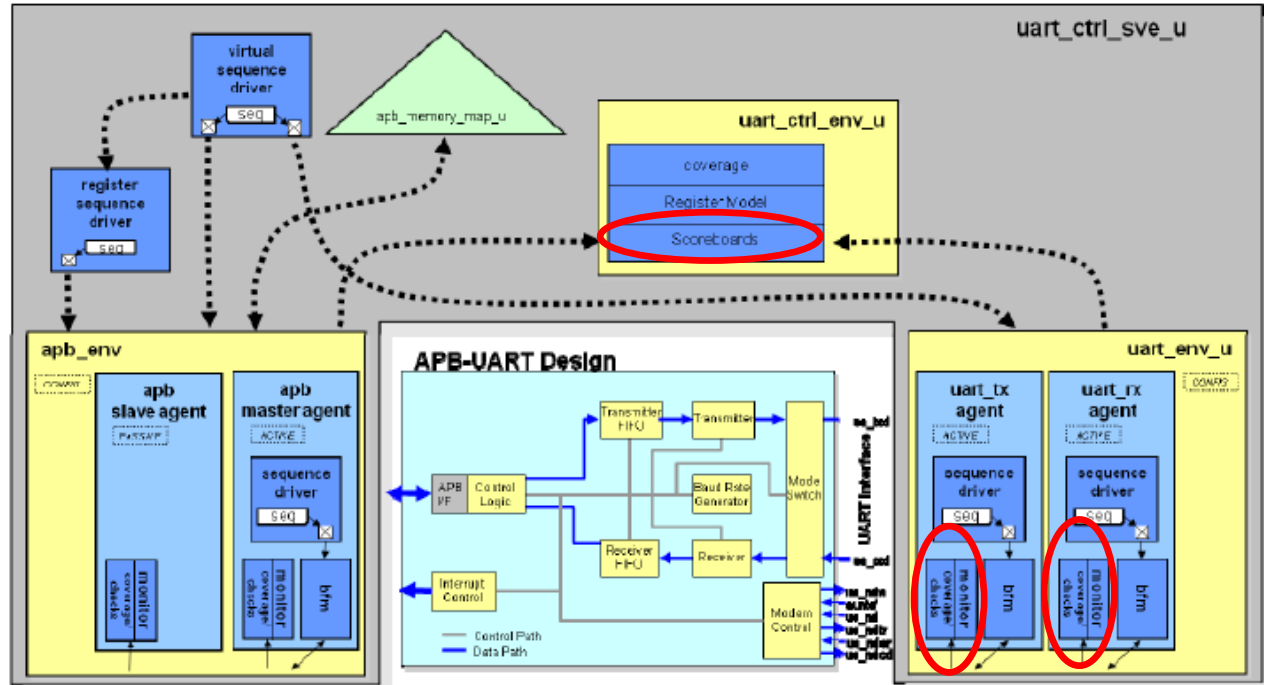 uart_ctrl_sve_u
virtual
sequence
driver
seq
apb_memory_map_u
uart_ctrl_env_u
coverage
Register Model
Scoreboards
register
sequence
driver
seq
apb_env
CONFIG
apb
slave agent
PASSIVE
monitor
coverage/
checks
apb
master agent
ACTIVE
sequence
driver
seq
monitor
coverage/
checks
bfm
APB-UART Design
Transmitter
FIFO
Transmitter
APB
I/F
Control
Logic
Baud Rate
Generator
Mode
Switch
Receiver
FIFO
Receiver
Interrupt
Control
Modem
Control
Control Path
Data Path
UART Interface
uart_env_u
CONFIG
uart_tx
agent
ACTIVE
sequence
driver
seq
monitor
coverage/
checks
bfm
uart_rx
agent
ACTIVE
sequence
driver
seq
monitor
coverage/
checks
bfm